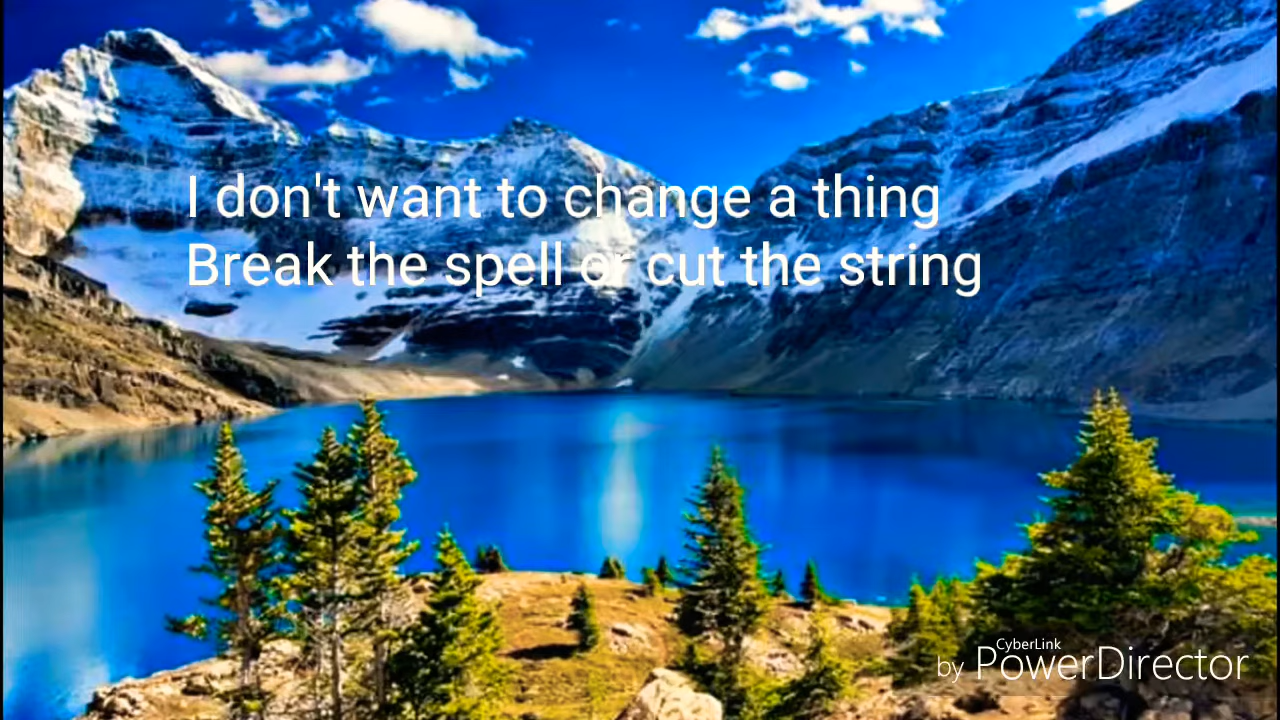 I don't want to change a thing
Break the spell or cut the string
CyberLink
by PowerDirector